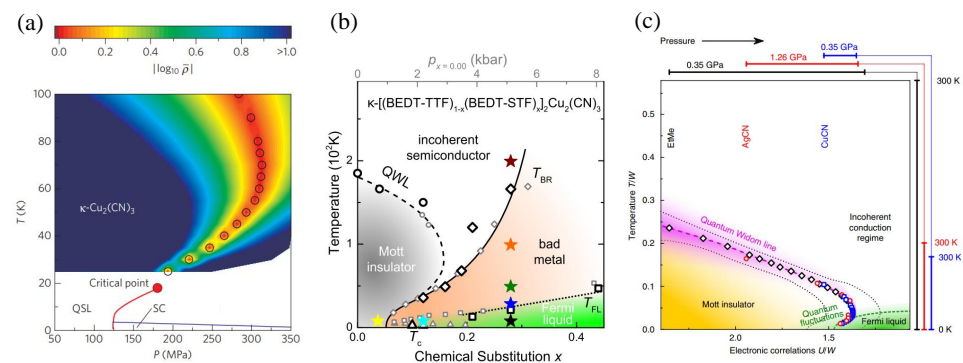 (a)
0.0 0.2 0.4 0.6 0.8 >1.0
|log₁₀ ρ̃|
100
80
60
40
20
0
T (K)
κ-Cu₂(CN)₃
Critical point
QSL
SC
50 100 150 200 250 300 350
P (MPa)
(b)
pₓ₌₀.₀₀ (kbar)
0 2 4 6 8
κ-[(BEDT-TTF)₁₋ₓ(BEDT-STF)ₓ]₂Cu₂(CN)₃
incoherent
semiconductor
QWL
T_BR
Mott
insulator
bad
metal
Fermi
liquid
T_FL
T_c
Temperature (10²K)
3
2
1
0
0.0 0.1 0.2 0.3 0.4
Chemical Substitution x
(c)
Pressure
0.35 GPa
1.26 GPa
0.35 GPa
300 K
EtMe
AgCN
CuCN
Quantum Widom line
Incoherent
conduction
regime
300 K
300 K
Mott insulator
Quantum
fluctuations
Fermi liquid
0 K
Temperature T/W
0.5
0.4
0.3
0.2
0.1
0.0
2.0 1.5
Electronic correlations U/W